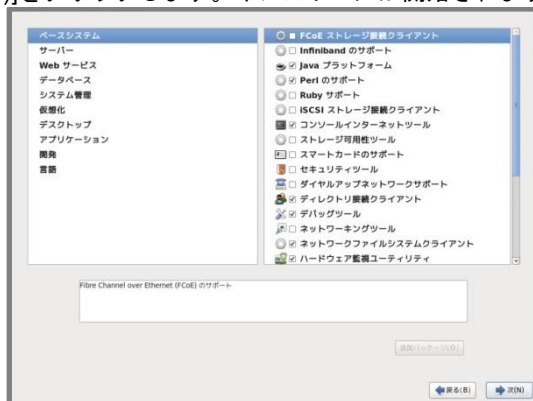 ベースシステム
サーバー
Web サービス
データベース
システム管理
仮想化
デスクトップ
アプリケーション
開発
言語
FCoE ストレージ接続クライアント
Infiniband のサポート
Java プラットフォーム
Perl のサポート
Ruby サポート
iSCSI ストレージ接続クライアント
コンソールインターネットツール
ストレージ可用性ツール
スマートカードのサポート
セキュリティツール
ダイヤルアップネットワークサポート
ディレクトリ接続クライアント
デバッグツール
ネットワーキングツール
ネットワークファイルシステムクライアント
ハードウェア監視ユーティリティ
Fibre Channel over Ethernet (FCoE) のサポート
追加パッケージ(O)
戻る(B)
次(N)